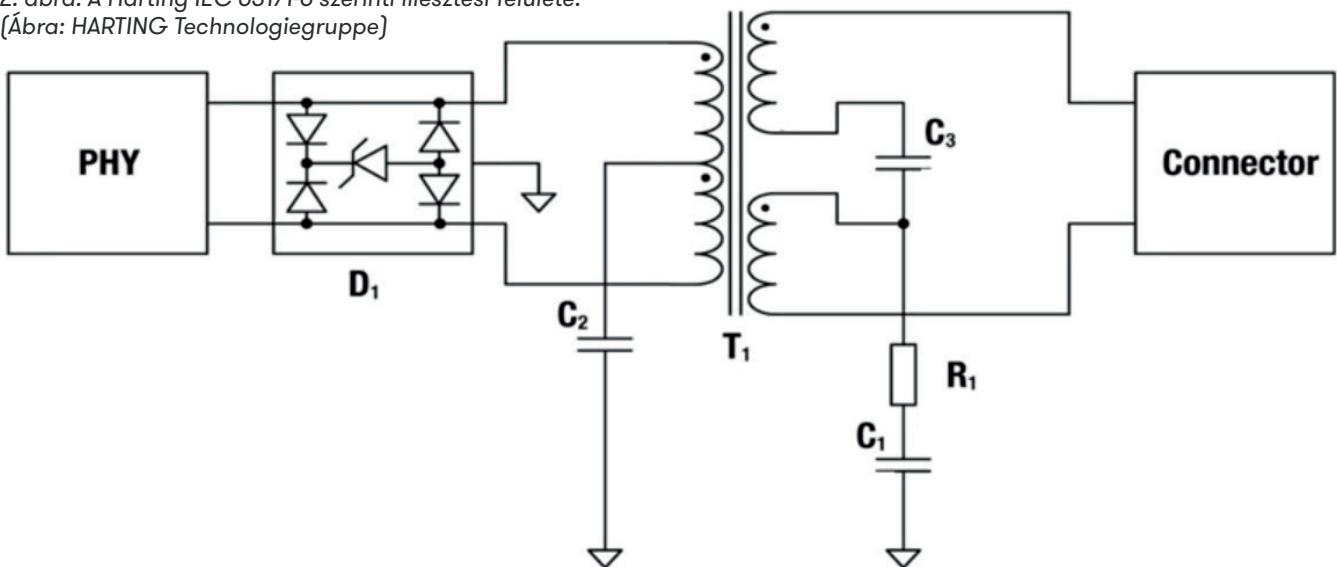 2. ábra: A Harting IEC 63171-6 szerinti illesztési felülete.
(Ábra: HARTING Technologiegruppe)
PHY
D₁
C₂
T₁
C₃
R₁
C₁
Connector